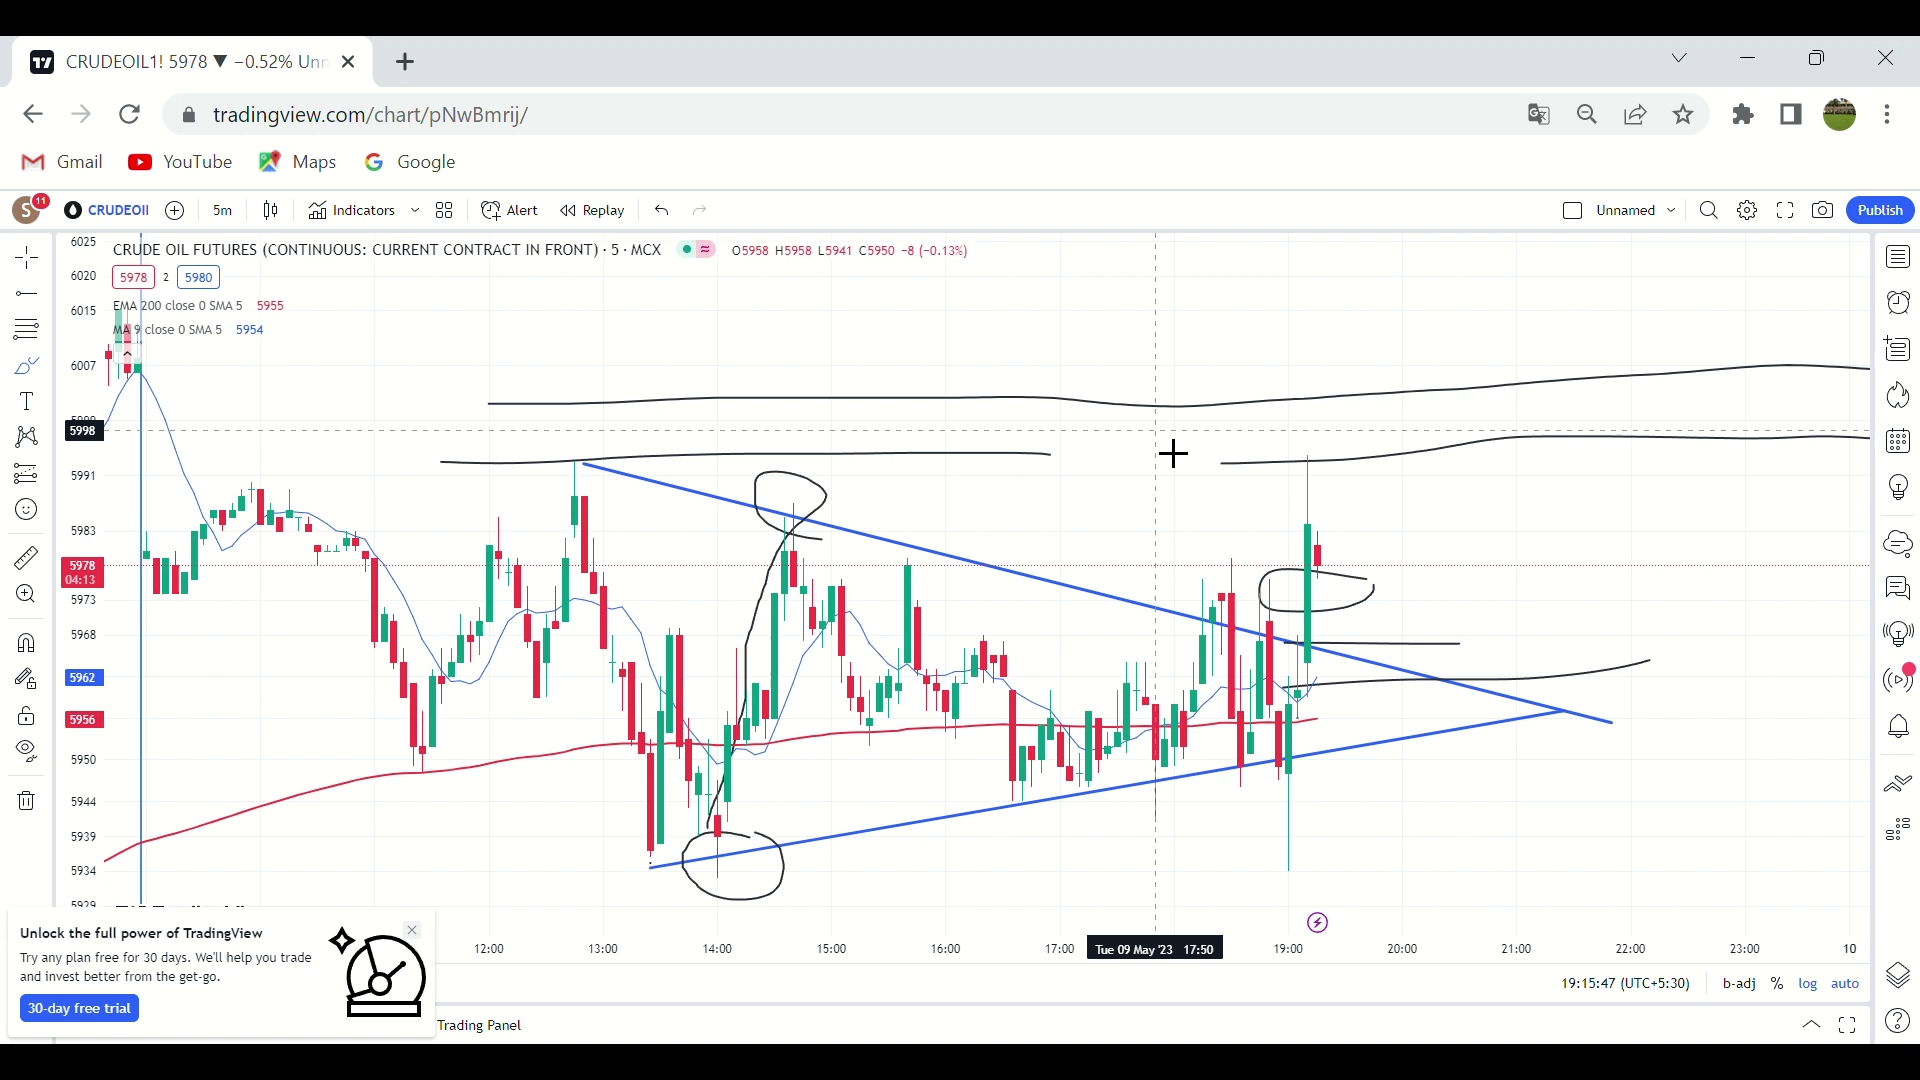 CRUDEOIL1! 5978 ▼ −0.52% Unn
tradingview.com/chart/pNwBmrij/
Gmail YouTube Maps Google
S 11 CRUDEOIl 5m Indicators Alert Replay Unnamed Publish
CRUDE OIL FUTURES (CONTINUOUS: CURRENT CONTRACT IN FRONT) · 5 · MCX O5958 H5958 L5941 C5950 −8 (−0.13%)
5978 2 5980
EMA 200 close 0 SMA 5 5955
MA 9 close 0 SMA 5 5954
6025
6020
6015
6007
5998
5991
5983
5978
04:13
5973
5968
5962
5956
5950
5944
5939
5934
5929
12:00 13:00 14:00 15:00 16:00 17:00 Tue 09 May '23 17:50 19:00 20:00 21:00 22:00 23:00 10
Unlock the full power of TradingView
Try any plan free for 30 days. We'll help you trade
and invest better from the get-go.
30-day free trial
19:15:47 (UTC+5:30) b-adj % log auto
Trading Panel